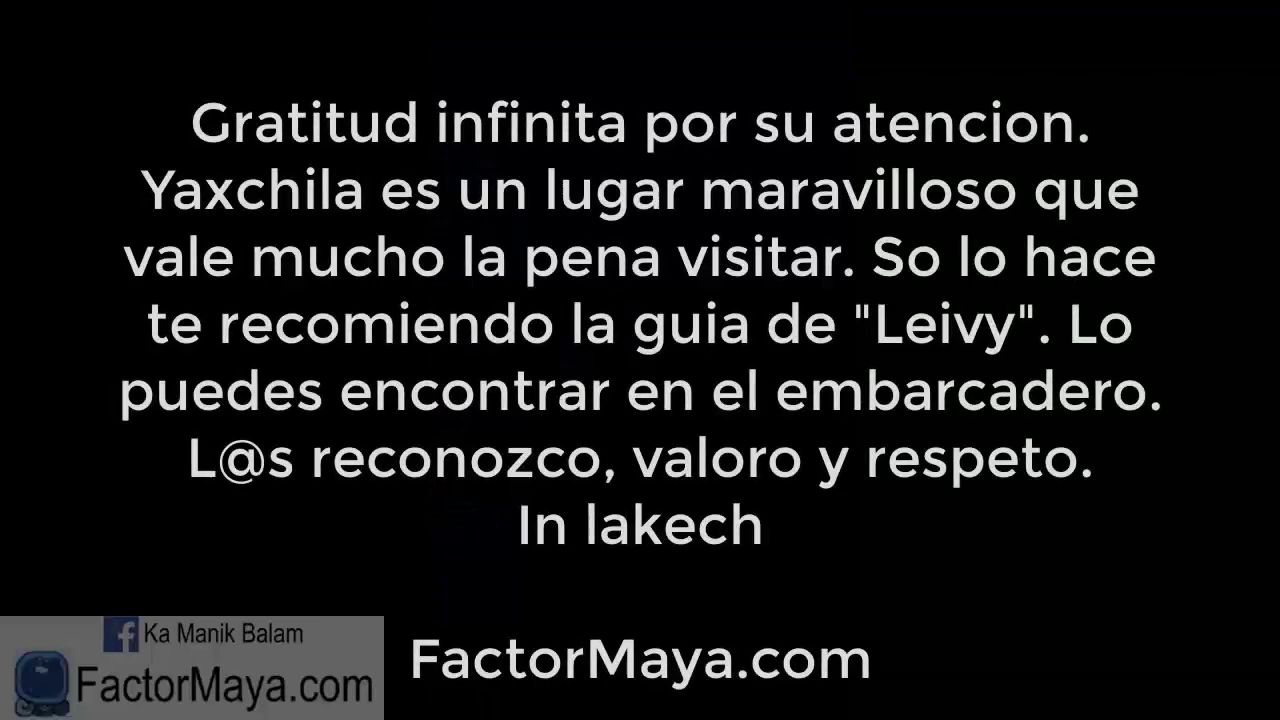 Gratitud infinita por su atencion.
Yaxchila es un lugar maravilloso que
vale mucho la pena visitar. So lo hace
te recomiendo la guia de "Leivy". Lo
puedes encontrar en el embarcadero.
L@s reconozco, valoro y respeto.
In lakech
FactorMaya.com
f Ka Manik Balam
FactorMaya.com